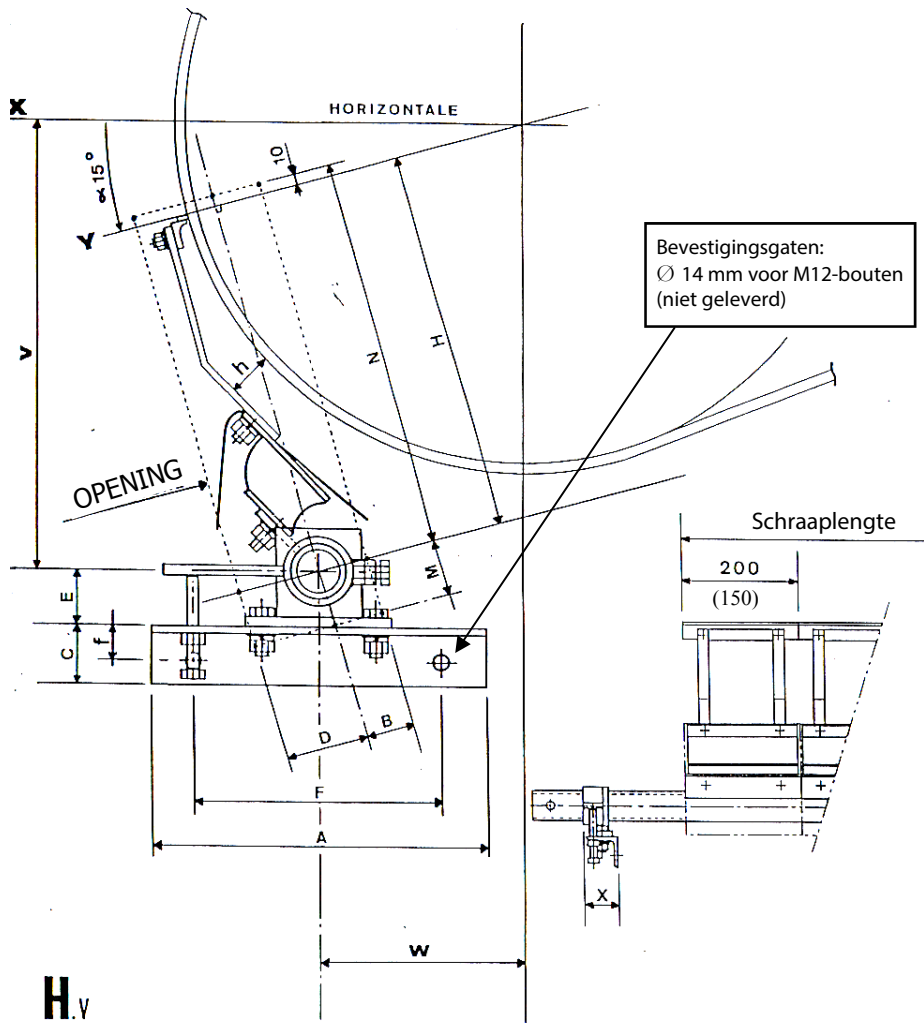 X
HORIZONTALE
10
α 15°
Y
Bevestigingsgaten:
Ø 14 mm voor M12-bouten
(niet geleverd)
V
N
H
h
OPENING
Schraaplengte
200
(150)
M
E
f
C
B
D
F
A
X
W
H.V